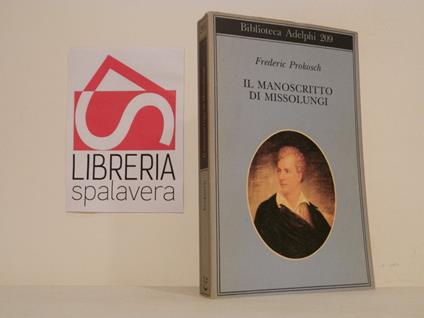 LIBRERIA
spalavera
Biblioteca Adelphi 209
Frederic Prokosch
IL MANOSCRITTO
DI MISSOLUNGI